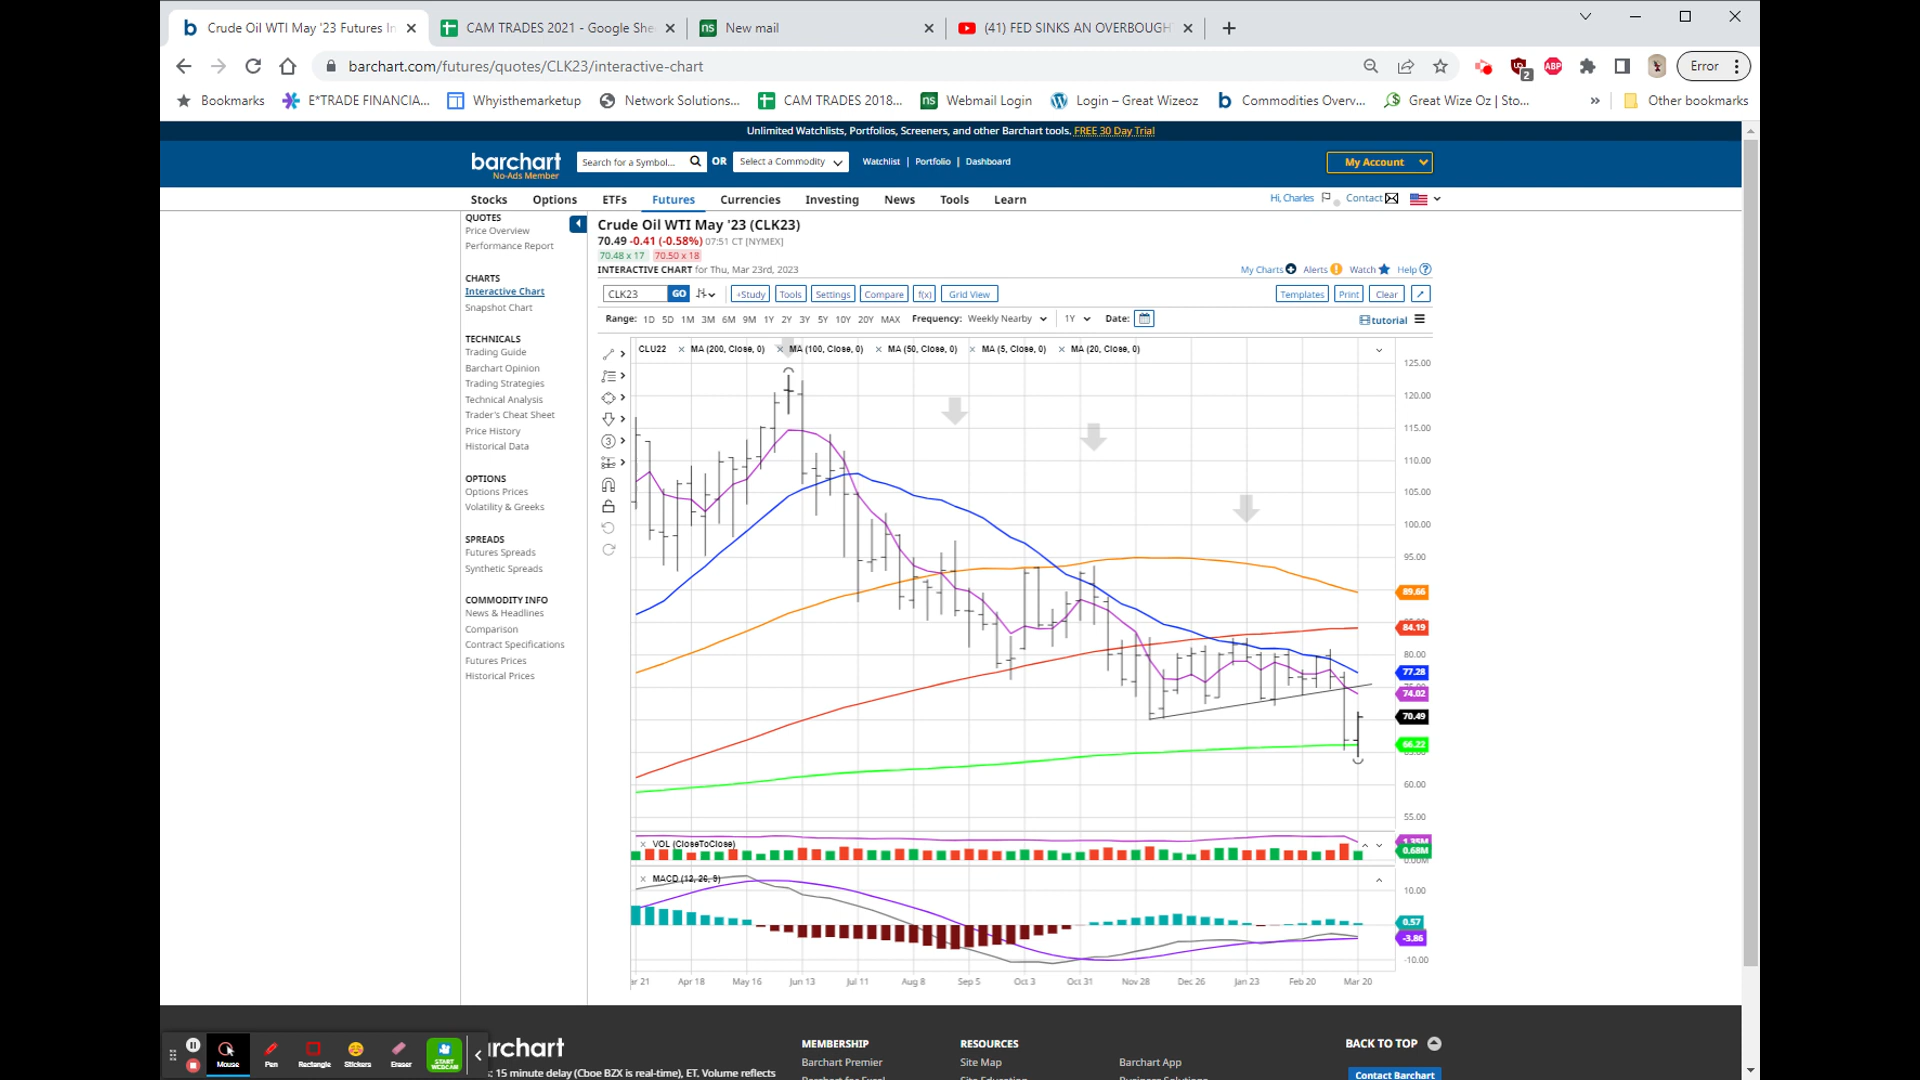 Crude Oil WTI May '23 Futures In
CAM TRADES 2021 - Google She
New mail
(41) FED SINKS AN OVERBOUGH
barchart.com/futures/quotes/CLK23/interactive-chart
2
ABP
Error
Bookmarks
E*TRADE FINANCIA...
Whyisthemarketup
Network Solutions...
CAM TRADES 2018...
Webmail Login
Login – Great Wizeoz
Commodities Overv...
Great Wize Oz | Sto...
Other bookmarks
Unlimited Watchlists, Portfolios, Screeners, and other Barchart tools. FREE 30 Day Trial
barchart
No-Ads Member
Search for a Symbol...
OR
Select a Commodity
Watchlist | Portfolio | Dashboard
My Account
Stocks Options ETFs Futures Currencies Investing News Tools Learn
Hi, Charles
Contact
QUOTES
Price Overview
Performance Report
CHARTS
Interactive Chart
Snapshot Chart
TECHNICALS
Trading Guide
Barchart Opinion
Trading Strategies
Technical Analysis
Trader's Cheat Sheet
Price History
Historical Data
OPTIONS
Options Prices
Volatility & Greeks
SPREADS
Futures Spreads
Synthetic Spreads
COMMODITY INFO
News & Headlines
Comparison
Contract Specifications
Futures Prices
Historical Prices
Crude Oil WTI May '23 (CLK23)
70.49 -0.41 (-0.58%) 07:51 CT [NYMEX]
70.48 x 17 70.50 x 18
INTERACTIVE CHART for Thu, Mar 23rd, 2023
My Charts Alerts Watch Help
CLK23 GO +Study Tools Settings Compare f(x) Grid View
Templates Print Clear
Range: 1D 5D 1M 3M 6M 9M 1Y 2Y 3Y 5Y 10Y 20Y MAX Frequency: Weekly Nearby 1Y Date:
tutorial
CLU22 x MA (200, Close, 0) x MA (100, Close, 0) x MA (50, Close, 0) x MA (5, Close, 0) x MA (20, Close, 0)
125.00
120.00
115.00
110.00
105.00
100.00
95.00
89.66
84.19
80.00
77.28
74.02
70.49
66.22
60.00
55.00
x VOL (CloseToClose)
1.35M
0.68M
x MACD (12, 26, 9)
10.00
0.57
-3.86
-10.00
ar 21 Apr 18 May 16 Jun 13 Jul 11 Aug 8 Sep 5 Oct 3 Oct 31 Nov 28 Dec 26 Jan 23 Feb 20 Mar 20
Mouse Pen Rectangle Stickers Eraser START WEBCAM
rchart
: 15 minute delay (Cboe BZX is real-time), ET. Volume reflects
MEMBERSHIP
Barchart Premier
RESOURCES
Site Map
Barchart App
BACK TO TOP
Contact Barchart